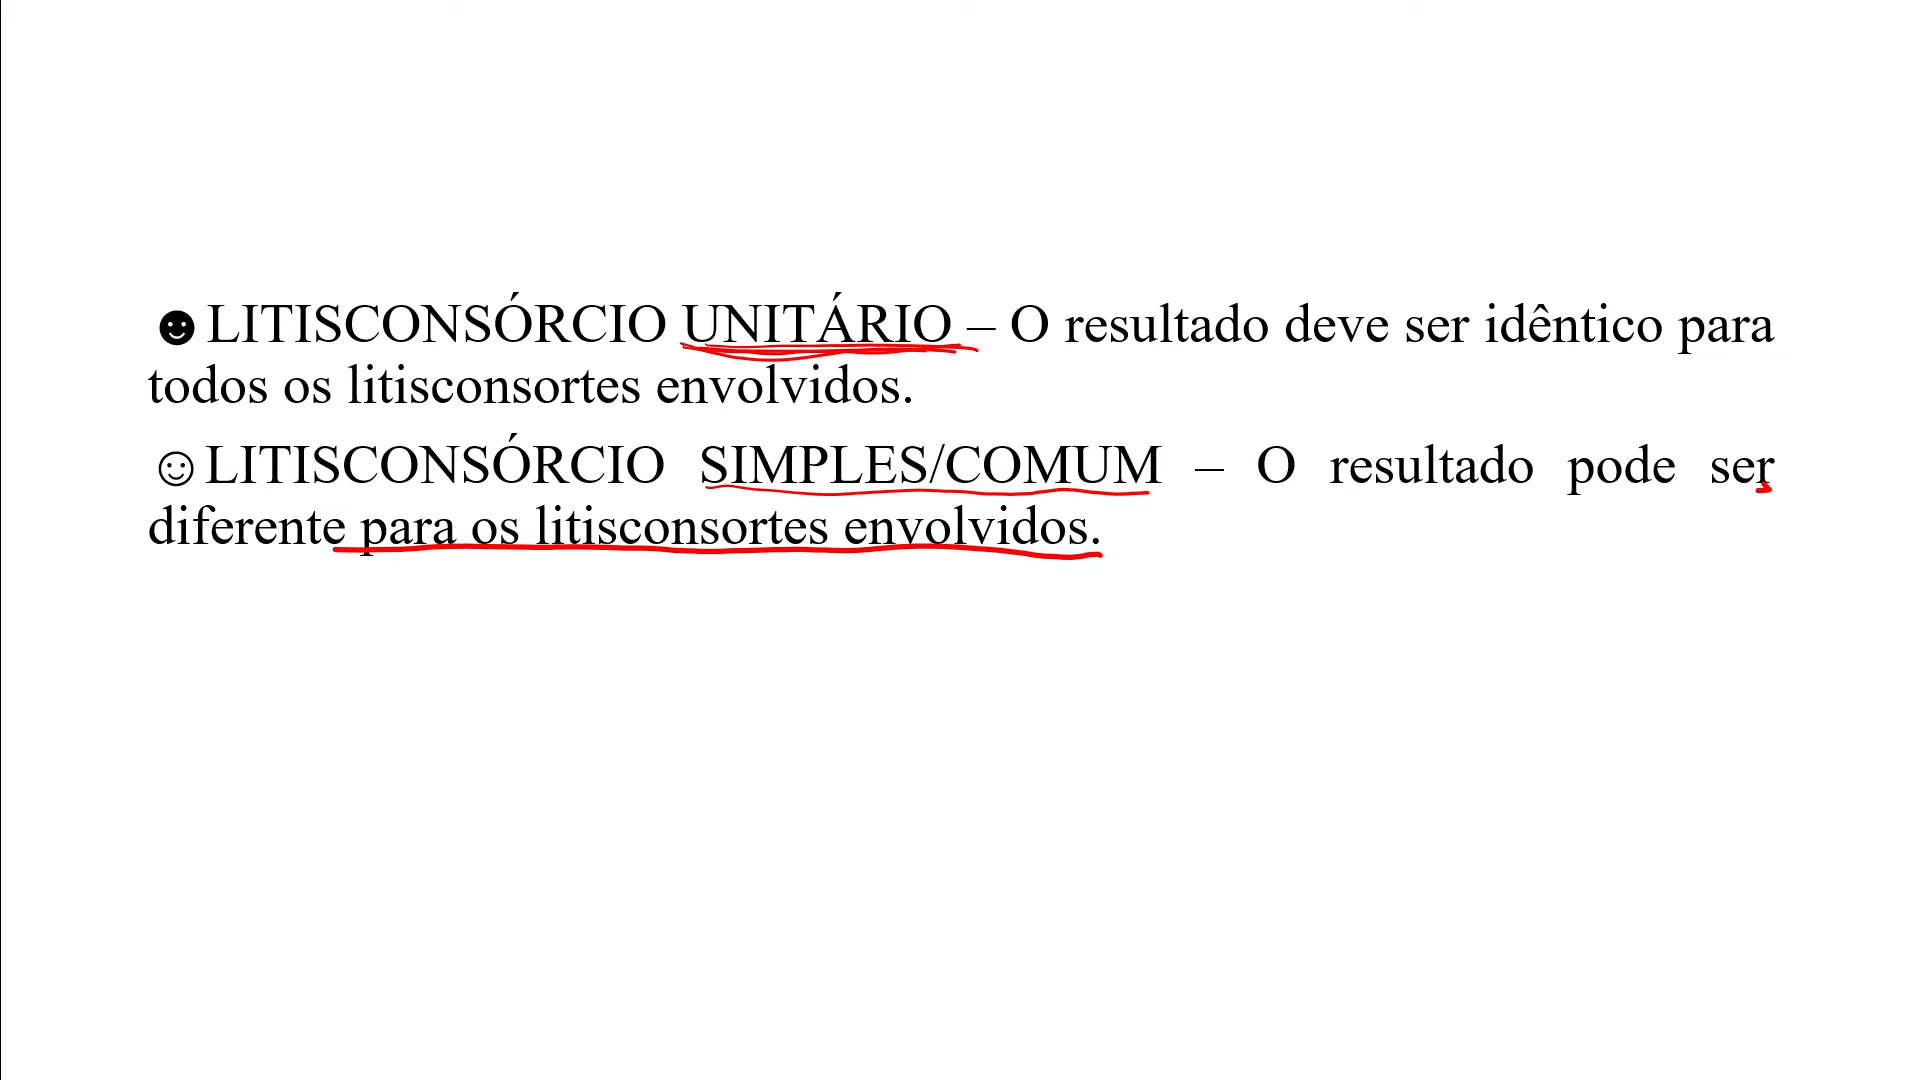 ☻LITISCONSÓRCIO UNITÁRIO – O resultado deve ser idêntico para
todos os litisconsortes envolvidos.
☺LITISCONSÓRCIO SIMPLES/COMUM – O resultado pode ser
diferente para os litisconsortes envolvidos.